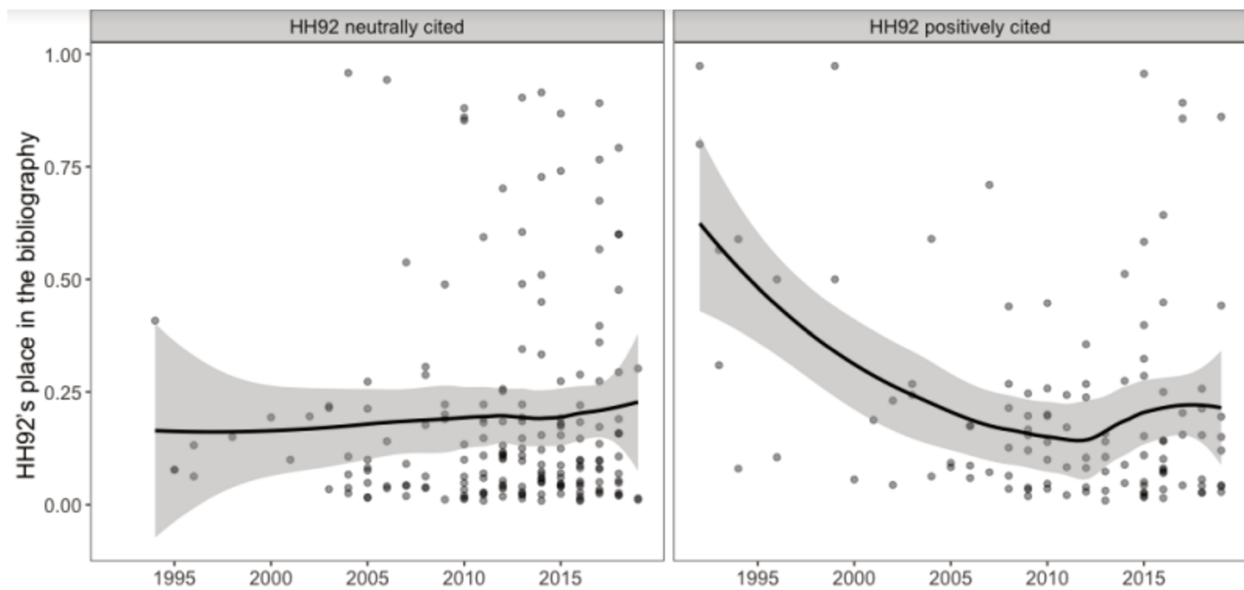 HH92 neutrally cited
HH92 positively cited
HH92's place in the bibliography
1.00
0.75
0.50
0.25
0.00
1995 2000 2005 2010 2015
1995 2000 2005 2010 2015